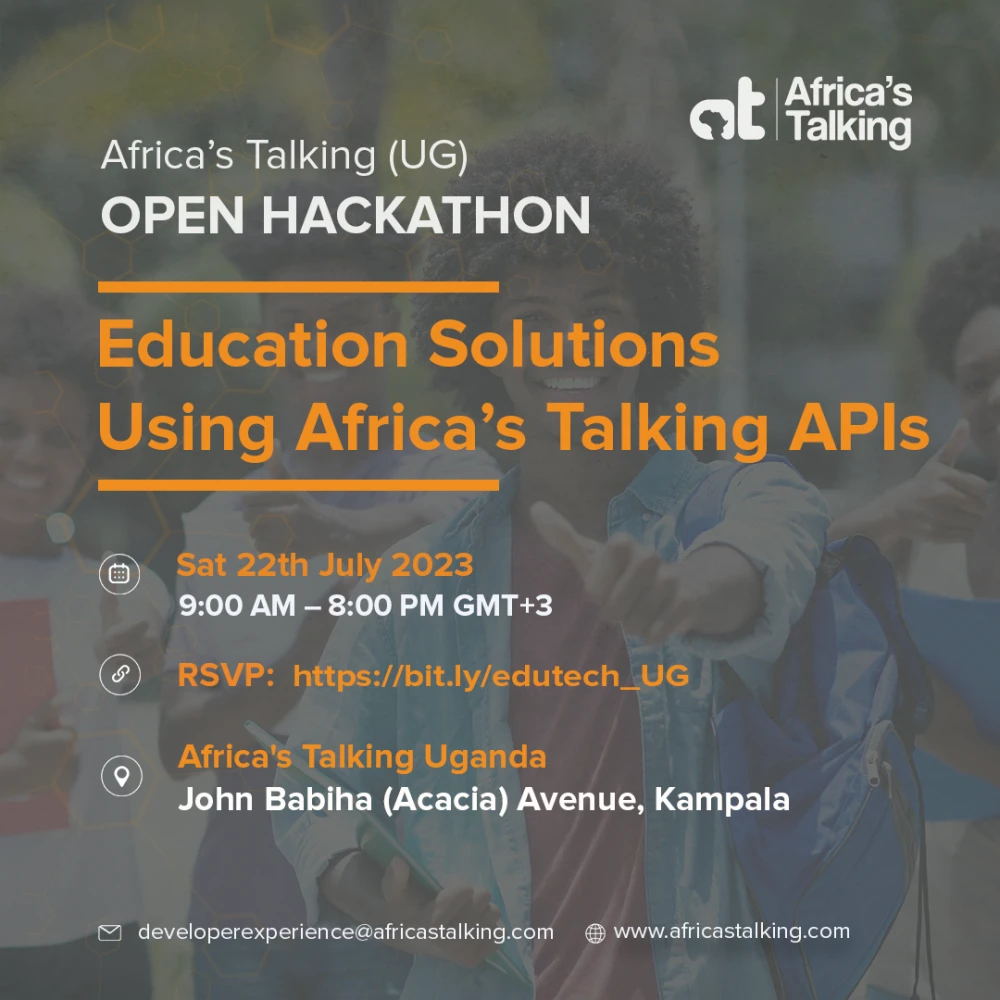 Africa's
Talking
Africa’s Talking (UG)
OPEN HACKATHON
Education Solutions
Using Africa’s Talking APIs
Sat 22th July 2023
9:00 AM – 8:00 PM GMT+3
RSVP: https://bit.ly/edutech_UG
Africa's Talking Uganda
John Babiha (Acacia) Avenue, Kampala
developerexperience@africastalking.com www.africastalking.com